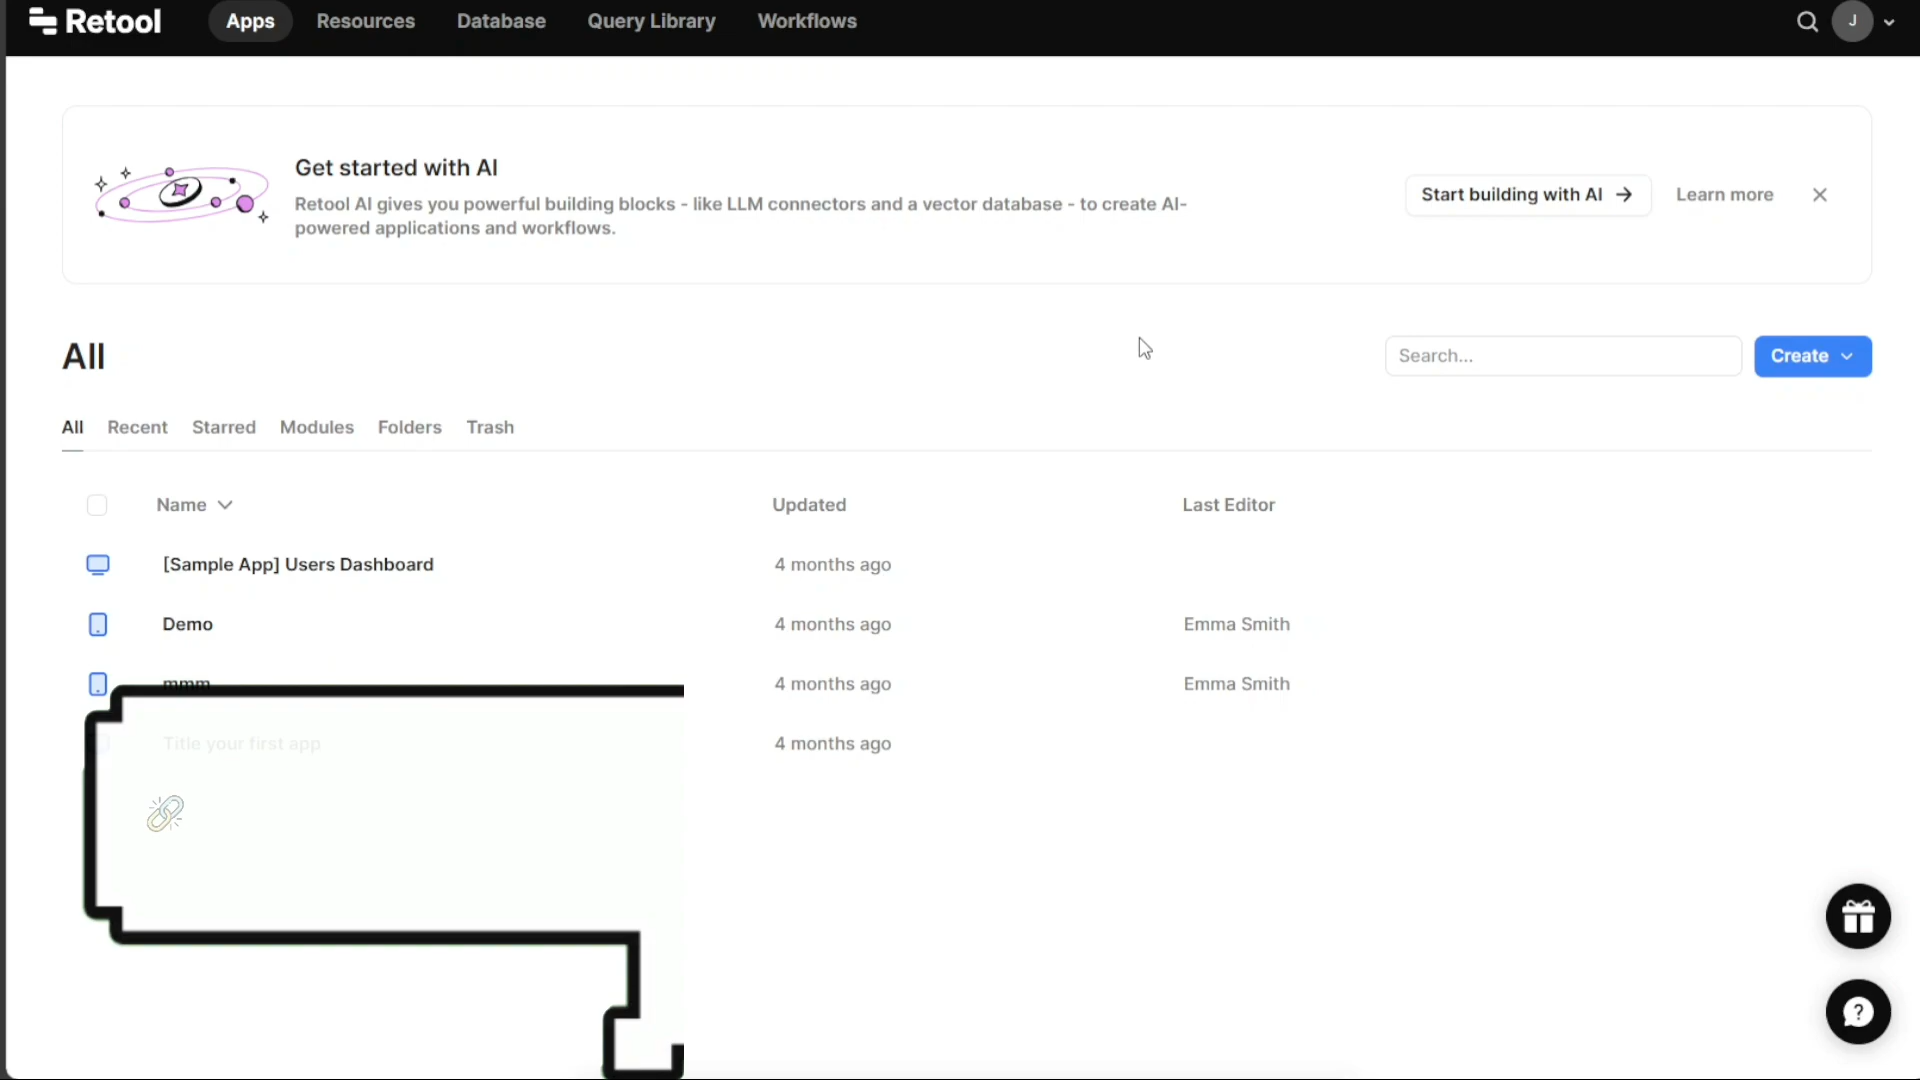 Retool Apps Resources Database Query Library Workflows J
Get started with AI
Retool AI gives you powerful building blocks - like LLM connectors and a vector database - to create AI-
powered applications and workflows.
Start building with AI → Learn more
All
Search...
Create
All Recent Starred Modules Folders Trash
Name Updated Last Editor
[Sample App] Users Dashboard 4 months ago
Demo 4 months ago Emma Smith
mmm 4 months ago Emma Smith
Title your first app 4 months ago
?